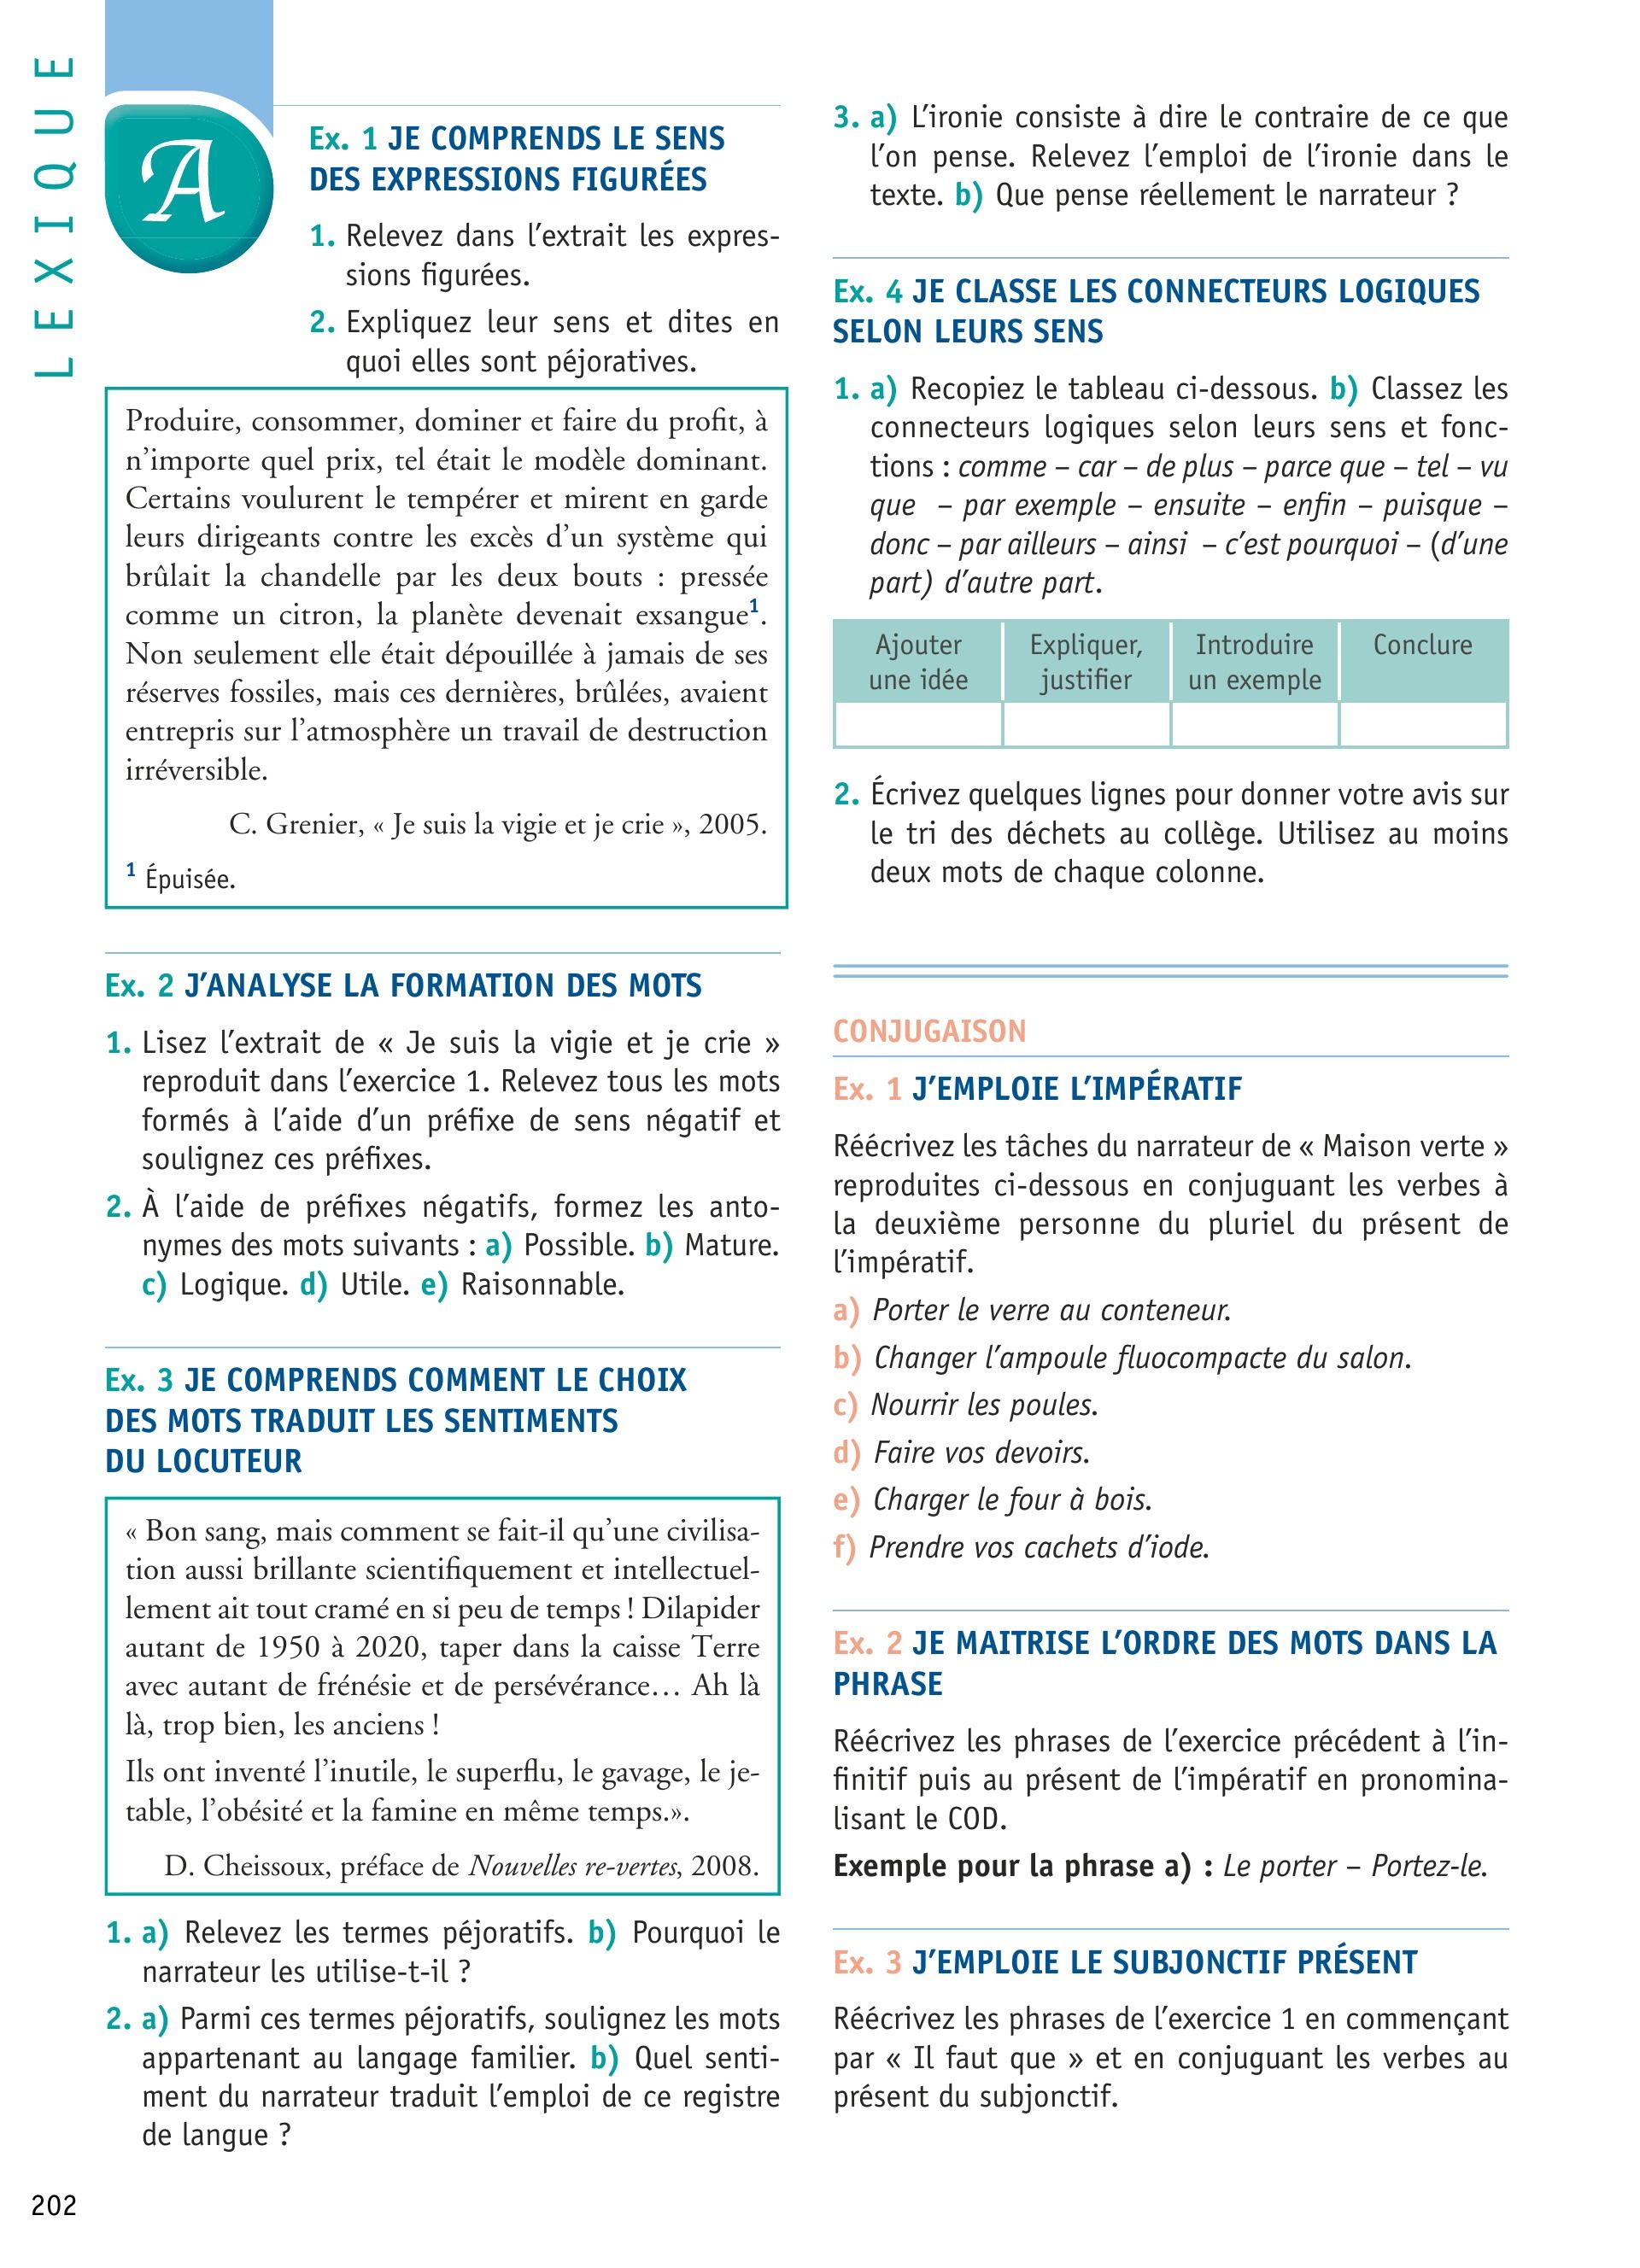 LEXIQUE
A
Ex. 1 JE COMPRENDS LE SENS
DES EXPRESSIONS FIGURÉES
1. Relevez dans l’extrait les expres-
sions figurées.
2. Expliquez leur sens et dites en
quoi elles sont péjoratives.
Produire, consommer, dominer et faire du profit, à
n’importe quel prix, tel était le modèle dominant.
Certains voulurent le tempérer et mirent en garde
leurs dirigeants contre les excès d’un système qui
brûlait la chandelle par les deux bouts : pressée
comme un citron, la planète devenait exsangue1.
Non seulement elle était dépouillée à jamais de ses
réserves fossiles, mais ces dernières, brûlées, avaient
entrepris sur l’atmosphère un travail de destruction
irréversible.
C. Grenier, « Je suis la vigie et je crie », 2005.
1 Épuisée.
Ex. 2 J’ANALYSE LA FORMATION DES MOTS
1. Lisez l’extrait de « Je suis la vigie et je crie »
reproduit dans l’exercice 1. Relevez tous les mots
formés à l’aide d’un préfixe de sens négatif et
soulignez ces préfixes.
2. À l’aide de préfixes négatifs, formez les anto-
nymes des mots suivants : a) Possible. b) Mature.
c) Logique. d) Utile. e) Raisonnable.
Ex. 3 JE COMPRENDS COMMENT LE CHOIX
DES MOTS TRADUIT LES SENTIMENTS
DU LOCUTEUR
« Bon sang, mais comment se fait-il qu’une civilisa-
tion aussi brillante scientifiquement et intellectuel-
lement ait tout cramé en si peu de temps ! Dilapider
autant de 1950 à 2020, taper dans la caisse Terre
avec autant de frénésie et de persévérance… Ah là
là, trop bien, les anciens !
Ils ont inventé l’inutile, le superflu, le gavage, le je-
table, l’obésité et la famine en même temps.».
D. Cheissoux, préface de Nouvelles re-vertes, 2008.
1. a) Relevez les termes péjoratifs. b) Pourquoi le
narrateur les utilise-t-il ?
2. a) Parmi ces termes péjoratifs, soulignez les mots
appartenant au langage familier. b) Quel senti-
ment du narrateur traduit l’emploi de ce registre
de langue ?
202
3. a) L’ironie consiste à dire le contraire de ce que
l’on pense. Relevez l’emploi de l’ironie dans le
texte. b) Que pense réellement le narrateur ?
Ex. 4 JE CLASSE LES CONNECTEURS LOGIQUES
SELON LEURS SENS
1. a) Recopiez le tableau ci-dessous. b) Classez les
connecteurs logiques selon leurs sens et fonc-
tions : comme – car – de plus – parce que – tel – vu
que – par exemple – ensuite – enfin – puisque –
donc – par ailleurs – ainsi – c’est pourquoi – (d’une
part) d’autre part.
Ajouter Expliquer, Introduire Conclure
une idée justifier un exemple
2. Écrivez quelques lignes pour donner votre avis sur
le tri des déchets au collège. Utilisez au moins
deux mots de chaque colonne.
CONJUGAISON
Ex. 1 J’EMPLOIE L’IMPÉRATIF
Réécrivez les tâches du narrateur de « Maison verte »
reproduites ci-dessous en conjuguant les verbes à
la deuxième personne du pluriel du présent de
l’impératif.
a) Porter le verre au conteneur.
b) Changer l’ampoule fluocompacte du salon.
c) Nourrir les poules.
d) Faire vos devoirs.
e) Charger le four à bois.
f) Prendre vos cachets d’iode.
Ex. 2 JE MAITRISE L’ORDRE DES MOTS DANS LA
PHRASE
Réécrivez les phrases de l’exercice précédent à l’in-
finitif puis au présent de l’impératif en pronomina-
lisant le COD.
Exemple pour la phrase a) : Le porter – Portez-le.
Ex. 3 J’EMPLOIE LE SUBJONCTIF PRÉSENT
Réécrivez les phrases de l’exercice 1 en commençant
par « Il faut que » et en conjuguant les verbes au
présent du subjonctif.